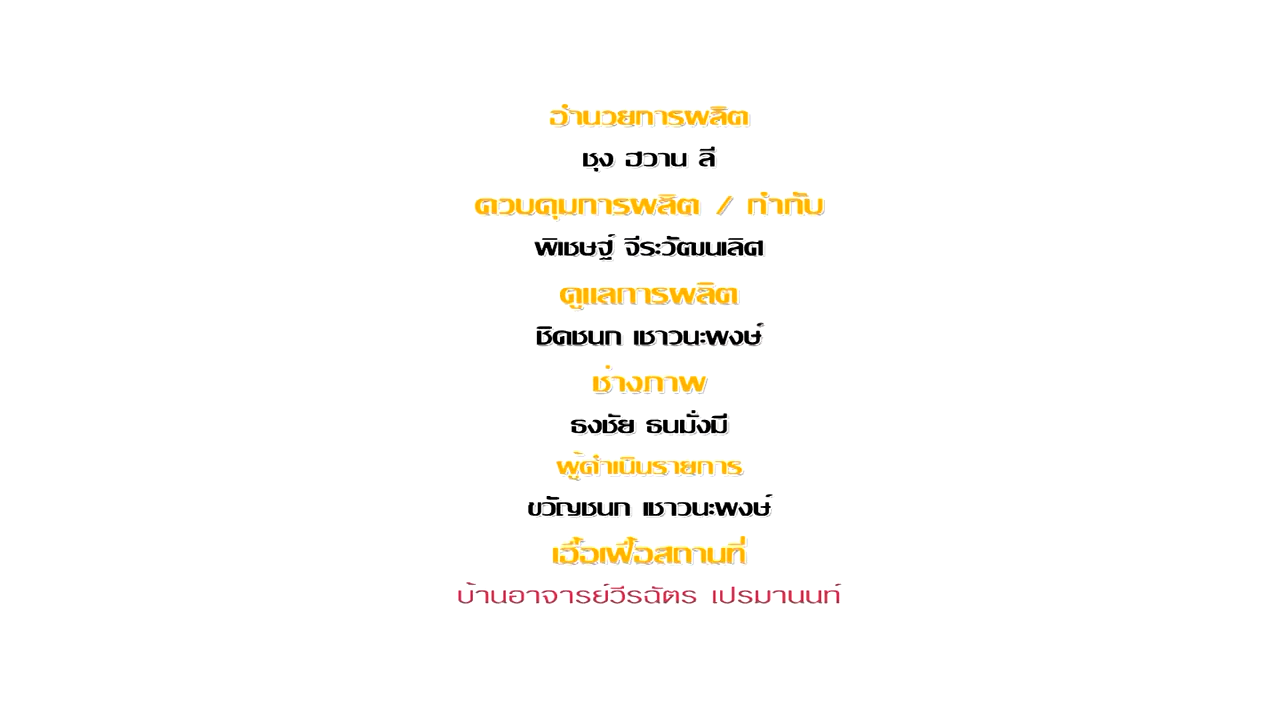 อำนวยการผลิต
ชุง ฮวาน ลี
ควบคุมการผลิต / กำกับ
พิเชษฐ์ จีระวัฒนเลิศ
ดูแลการผลิต
ชิดชนก เชาวนะพงษ์
ช่างภาพ
ธงชัย ธนมั่งมี
ผู้ดำเนินรายการ
ขวัญชนก เชาวนะพงษ์
เอื้อเฟื้อสถานที่
บ้านอาจารย์วีรฉัตร เปรมานนท์